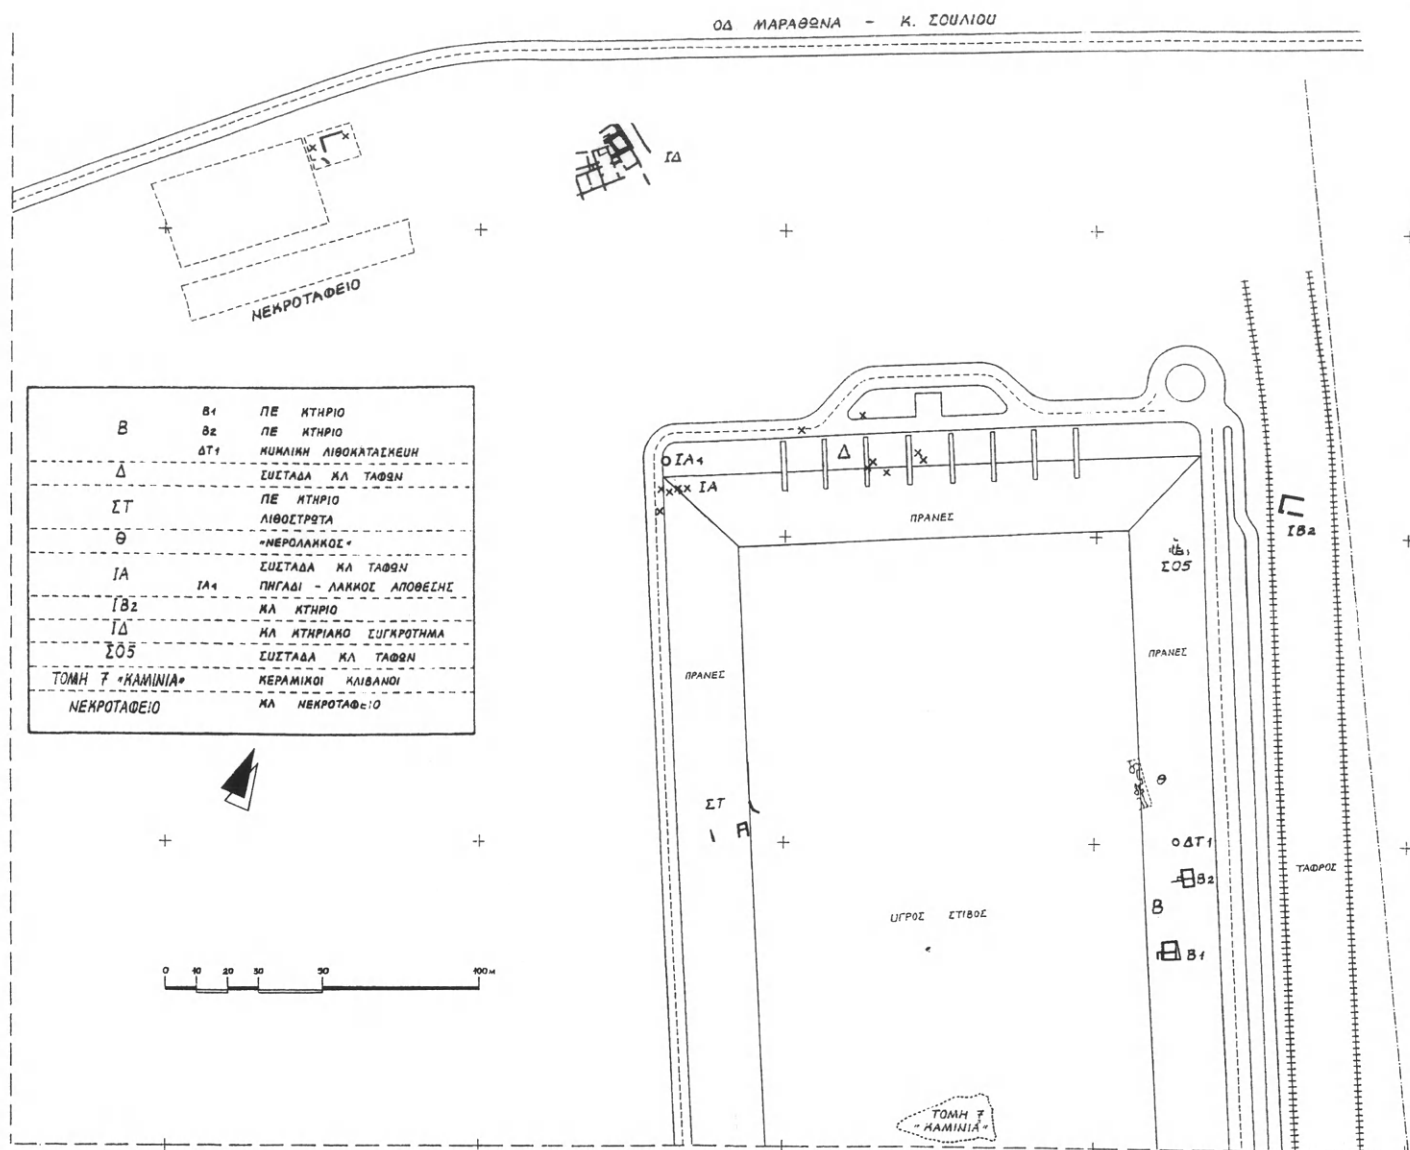 ΟΔ ΜΑΡΑΘΩΝΑ - Κ. ΣΟΥΛΙΟΥ
ΙΔ
ΝΕΚΡΟΤΑΦΕΙΟ
Β Β1 ΠΕ ΚΤΗΡΙΟ
Β2 ΠΕ ΚΤΗΡΙΟ
ΔΤ1 ΚΥΚΛΙΚΗ ΛΙΘΟΚΑΤΑΣΚΕΥΗ
Δ ΣΥΣΤΑΔΑ ΚΛ ΤΑΦΩΝ
ΣΤ ΠΕ ΚΤΗΡΙΟ
ΛΙΘΟΣΤΡΩΤΑ
Θ "ΝΕΡΟΛΑΚΚΟΣ"
ΙΑ ΣΥΣΤΑΔΑ ΚΛ ΤΑΦΩΝ
ΙΑ4 ΠΗΓΑΔΙ - ΛΑΚΚΟΣ ΑΠΟΘΕΣΗΣ
ΙΒ2 ΚΛ ΚΤΗΡΙΟ
ΙΔ ΚΛ ΚΤΗΡΙΑΚΟ ΣΥΓΚΡΟΤΗΜΑ
ΣΟ5 ΣΥΣΤΑΔΑ ΚΛ ΤΑΦΩΝ
ΤΟΜΗ 7 "ΚΑΜΙΝΙΑ" ΚΕΡΑΜΙΚΟΙ ΚΛΙΒΑΝΟΙ
ΝΕΚΡΟΤΑΦΕΙΟ ΚΛ ΝΕΚΡΟΤΑΦΕΙΟ
ΙΑ4
Δ
ΙΑ
ΠΡΑΝΕΣ
ΙΒ2
ΣΟ5
ΠΡΑΝΕΣ
ΠΡΑΝΕΣ
Θ
ΣΤ
ΔΤ1
Β2
ΤΑΦΡΟΣ
Β
ΥΓΡΟΣ ΣΤΙΒΟΣ
Β1
0 10 20 30 50 100 Μ
ΤΟΜΗ 7
"ΚΑΜΙΝΙΑ"